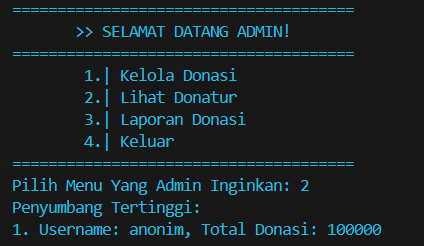 ======================================
>> SELAMAT DATANG ADMIN!
======================================
1.| Kelola Donasi
2.| Lihat Donatur
3.| Laporan Donasi
4.| Keluar
======================================
Pilih Menu Yang Admin Inginkan: 2
Penyumbang Tertinggi:
1. Username: anonim, Total Donasi: 100000